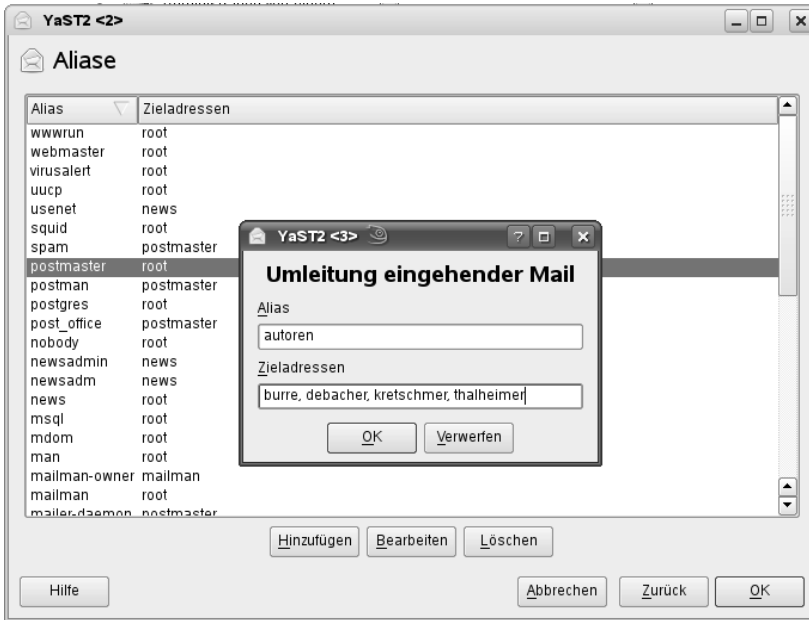 YaST2 <2>
Aliase
Alias Zieladressen
wwwrun root
webmaster root
virusalert root
uucp root
usenet news
squid root
spam postmaster
postmaster root
postman postmaster
postgres root
post_office postmaster
nobody root
newsadmin news
newsadm news
news root
msql root
mdom root
man root
mailman-owner mailman
mailman root
mailer-daemon postmaster
YaST2 <3>
Umleitung eingehender Mail
Alias
autoren
Zieladressen
burre, debacher, kretschmer, thalheimer
OK Verwerfen
Hinzufügen Bearbeiten Löschen
Hilfe Abbrechen Zurück OK